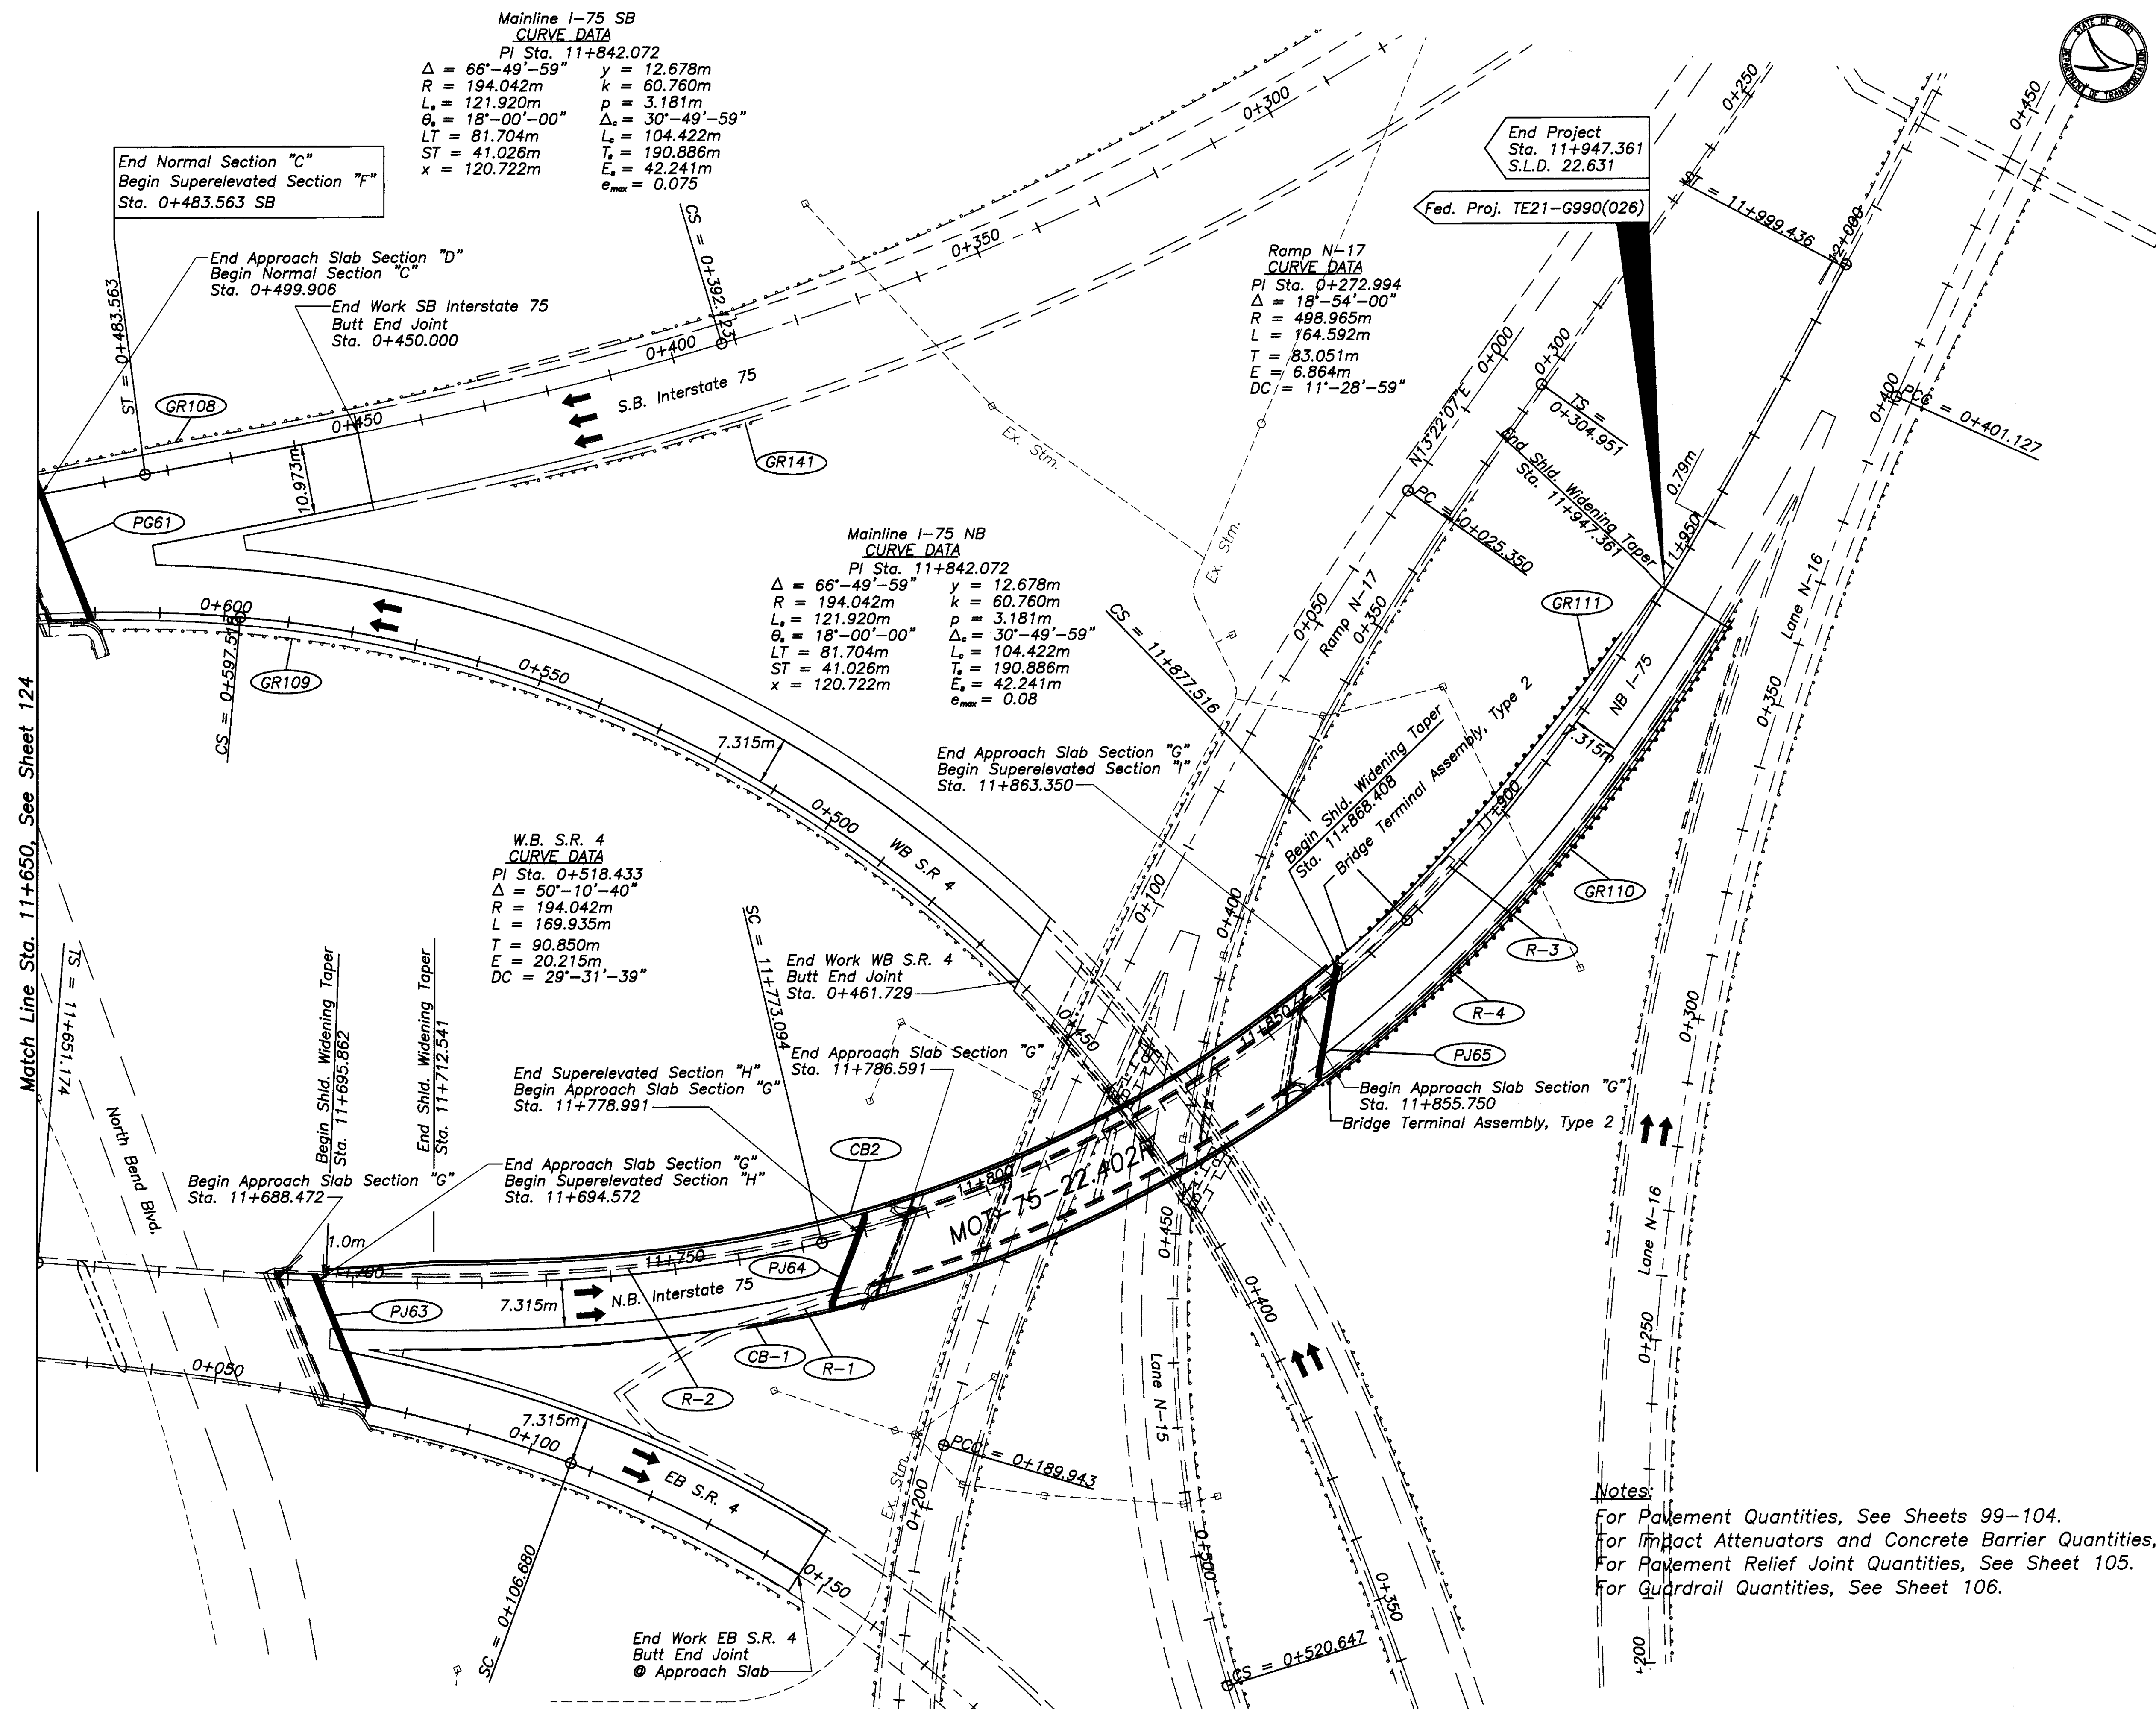 Mainline I-75 SB
CURVE DATA
PI Sta. 11+842.072
Δ = 66°-49'-59"
R = 194.042m
Ls = 121.920m
θs = 18°-00'-00"
LT = 81.704m
ST = 41.026m
x = 120.722m
y = 12.678m
k = 60.760m
p = 3.181m
Δc = 30°-49'-59"
Lc = 104.422m
Ts = 190.886m
Es = 42.241m
emax = 0.075
STATE OF OHIO
DEPARTMENT OF TRANSPORTATION
End Normal Section "C"
Begin Superelevated Section "F"
Sta. 0+483.563 SB
End Approach Slab Section "D"
Begin Normal Section "C"
Sta. 0+499.906
End Work SB Interstate 75
Butt End Joint
Sta. 0+450.000
ST = 0+483.563
CS = 0+392.123
0+300
0+350
0+400
0+450
S.B. Interstate 75
GR108
GR141
10.973m
PG61
End Project
Sta. 11+947.361
S.L.D. 22.631
Fed. Proj. TE21-G990(026)
Ramp N-17
CURVE DATA
PI Sta. 0+272.994
Δ = 18°-54'-00"
R = 498.965m
L = 164.592m
T = 83.051m
E = 6.864m
DC = 11°-28'-59"
0+250
0+450
ST = 11+999.436
12+000
0+000
0+300
N13°22'07"E
TS =
0+304.951
PC = 0+025.350
End Shld. Widening Taper
Sta. 11+947.361
0.79m
11+950
0+400
PCC = 0+401.127
Lane N-16
0+350
Ex. Stm.
Ex. Stm.
Mainline I-75 NB
CURVE DATA
PI Sta. 11+842.072
Δ = 66°-49'-59"
R = 194.042m
Ls = 121.920m
θs = 18°-00'-00"
LT = 81.704m
ST = 41.026m
x = 120.722m
y = 12.678m
k = 60.760m
p = 3.181m
Δc = 30°-49'-59"
Lc = 104.422m
Ts = 190.886m
Es = 42.241m
emax = 0.08
0+050
Ramp N-17
0+350
GR111
NB I-75
7.315m
CS = 11+877.516
Begin Shld. Widening Taper
Sta. 11+868.408
Bridge Terminal Assembly, Type 2
11+900
GR110
R-3
R-4
PJ65
End Approach Slab Section "G"
Begin Superelevated Section "I"
Sta. 11+863.350
0+600
CS = 0+597.518
GR109
0+550
7.315m
0+500
WB S.R 4
Match Line Sta. 11+650, See Sheet 124
W.B. S.R. 4
CURVE DATA
PI Sta. 0+518.433
Δ = 50°-10'-40"
R = 194.042m
L = 169.935m
T = 90.850m
E = 20.215m
DC = 29°-31'-39"
SC = 11+773.094
End Work WB S.R. 4
Butt End Joint
Sta. 0+461.729
0+100
0+400
0+450
11+850
0+300
TS = 11+651.174
North Bend Blvd.
Begin Shld. Widening Taper
Sta. 11+695.862
End Shld. Widening Taper
Sta. 11+712.541
End Approach Slab Section "G"
Sta. 11+786.591
End Superelevated Section "H"
Begin Approach Slab Section "G"
Sta. 11+778.991
Begin Approach Slab Section "G"
Sta. 11+855.750
Bridge Terminal Assembly, Type 2
CB2
Begin Approach Slab Section "G"
Sta. 11+688.472
End Approach Slab Section "G"
Begin Superelevated Section "H"
Sta. 11+694.572
11+800
MOT-75-22.402R
1.0m
11+700
11+750
PJ64
N.B. Interstate 75
7.315m
PJ63
CB-1
R-1
R-2
0+450
0+400
Lane N-15
Lane N-16
0+250
0+050
7.315m
0+100
EB S.R. 4
PCC = 0+189.943
Ex. Stm.
0+200
SC = 0+106.680
0+150
End Work EB S.R. 4
Butt End Joint
@ Approach Slab
0+500
0+350
CS = 0+520.647
Notes:
For Pavement Quantities, See Sheets 99-104.
For Impact Attenuators and Concrete Barrier Quantities,
For Pavement Relief Joint Quantities, See Sheet 105.
For Guardrail Quantities, See Sheet 106.